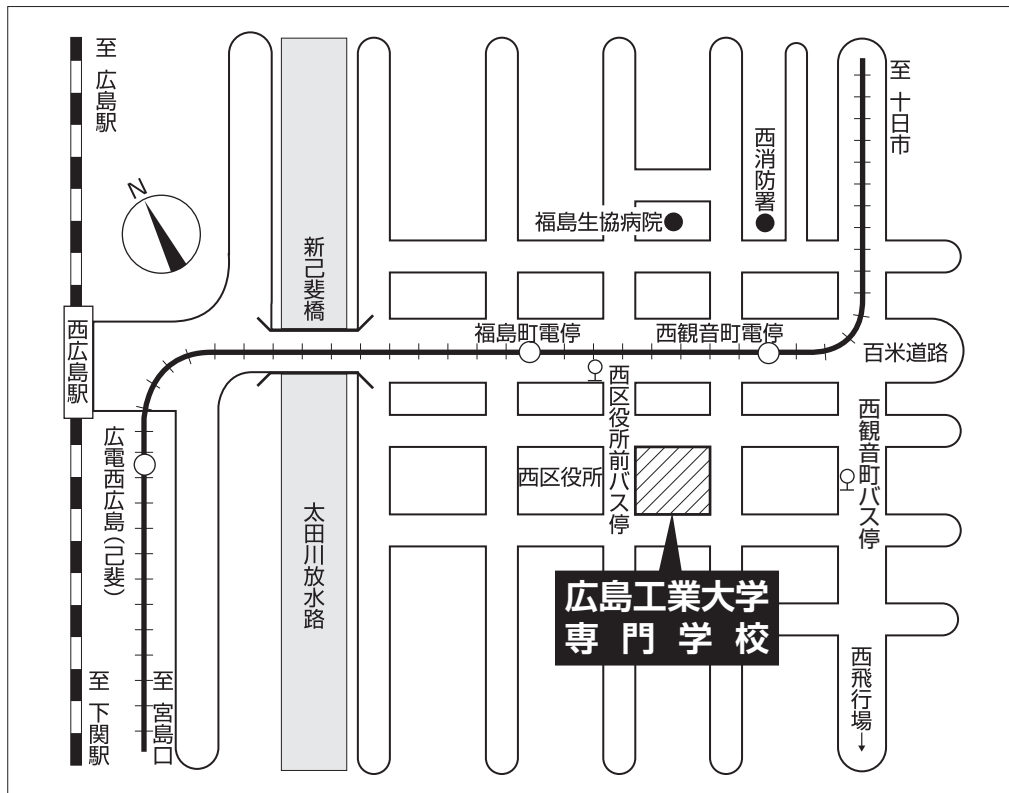 至 広島駅
N
新己斐橋
福島生協病院
西消防署
至 十日市
西広島駅
福島町電停
西観音町電停
百米道路
広電西広島(己斐)
西区役所前バス停
西区役所
西観音町バス停
太田川放水路
広島工業大学
専門学校
至 下関駅
至 宮島口
西飛行場→